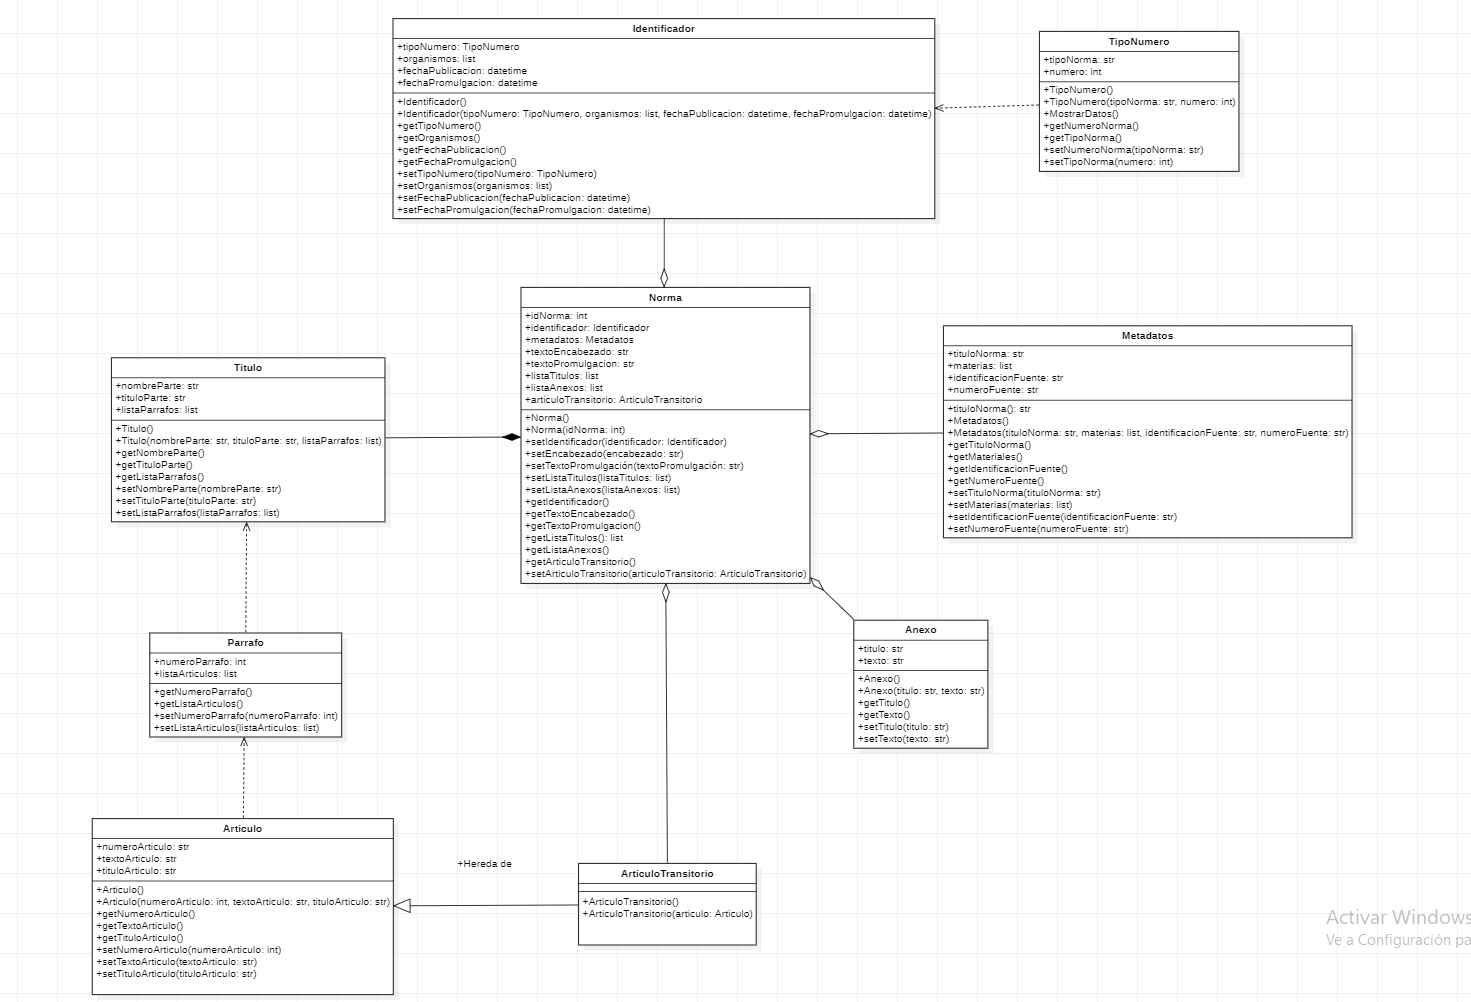 Identificador
+tipoNumero: TipoNumero
+organismos: list
+fechaPublicacion: datetime
+fechaPromulgacion: datetime
+Identificador()
+Identificador(tipoNumero: TipoNumero, organismos: list, fechaPublicacion: datetime, fechaPromulgacion: datetime)
+getTipoNumero()
+getOrganismos()
+getFechaPublicacion()
+getFechaPromulgacion()
+setTipoNumero(tipoNumero: TipoNumero)
+setOrganismos(organismos: list)
+setFechaPublicacion(fechaPublicacion: datetime)
+setFechaPromulgacion(fechaPromulgacion: datetime)
TipoNumero
+tipoNorma: str
+numero: int
+TipoNumero()
+TipoNumero(tipoNorma: str, numero: int)
+MostrarDatos()
+getNumeroNorma()
+getTipoNorma()
+setNumeroNorma(tipoNorma: str)
+setTipoNorma(numero: int)
Norma
+idNorma: int
+identificador: Identificador
+metadatos: Metadatos
+textoEncabezado: str
+textoPromulgacion: str
+listaTitulos: list
+listaAnexos: list
+articuloTransitorio: ArticuloTransitorio
+Norma()
+Norma(idNorma: int)
+setIdentificador(identificador: Identificador)
+setEncabezado(encabezado: str)
+setTextoPromulgación(textoPromulgación: str)
+setListaTitulos(listaTitulos: list)
+setListaAnexos(listaAnexos: list)
+getIdentificador()
+getTextoEncabezado()
+getTextoPromulgacion()
+getListaTitulos(): list
+getListaAnexos()
+getArticuloTransitorio()
+setArticuloTransitorio(articuloTransitorio: ArticuloTransitorio)
Titulo
+nombreParte: str
+tituloParte: str
+listaParrafos: list
+Titulo()
+Titulo(nombreParte: str, tituloParte: str, listaParrafos: list)
+getNombreParte()
+getTituloParte()
+getListaParrafos()
+setNombreParte(nombreParte: str)
+setTituloParte(tituloParte: str)
+setListaParrafos(listaParrafos: list)
Metadatos
+tituloNorma: str
+materias: list
+identificacionFuente: str
+numeroFuente: str
+tituloNorma(): str
+Metadatos()
+Metadatos(tituloNorma: str, materias: list, identificacionFuente: str, numeroFuente: str)
+getTituloNorma()
+getMateriales()
+getIdentificacionFuente()
+getNumeroFuente()
+setTituloNorma(tituloNorma: str)
+setMaterias(materias: list)
+setIdentificacionFuente(identificacionFuente: str)
+setNumeroFuente(numeroFuente: str)
Parrafo
+numeroParrafo: int
+listaArticulos: list
+getNumeroParrafo()
+getListaArticulos()
+setNumeroParrafo(numeroParrafo: int)
+setListaArticulos(listaArticulos: list)
Anexo
+titulo: str
+texto: str
+Anexo()
+Anexo(titulo: str, texto: str)
+getTitulo()
+getTexto()
+setTitulo(titulo: str)
+setTexto(texto: str)
Articulo
+numeroArticulo: str
+textoArticulo: str
+tituloArticulo: str
+Articulo()
+Articulo(numeroArticulo: int, textoArticulo: str, tituloArticulo: str)
+getNumeroArticulo()
+getTextoArticulo()
+getTituloArticulo()
+setNumeroArticulo(numeroArticulo: int)
+setTextoArticulo(textoArticulo: str)
+setTituloArticulo(tituloArticulo: str)
+Hereda de
ArticuloTransitorio
+ArticuloTransitorio()
+ArticuloTransitorio(articulo: Articulo)
Activar Windows
Ve a Configuración pa